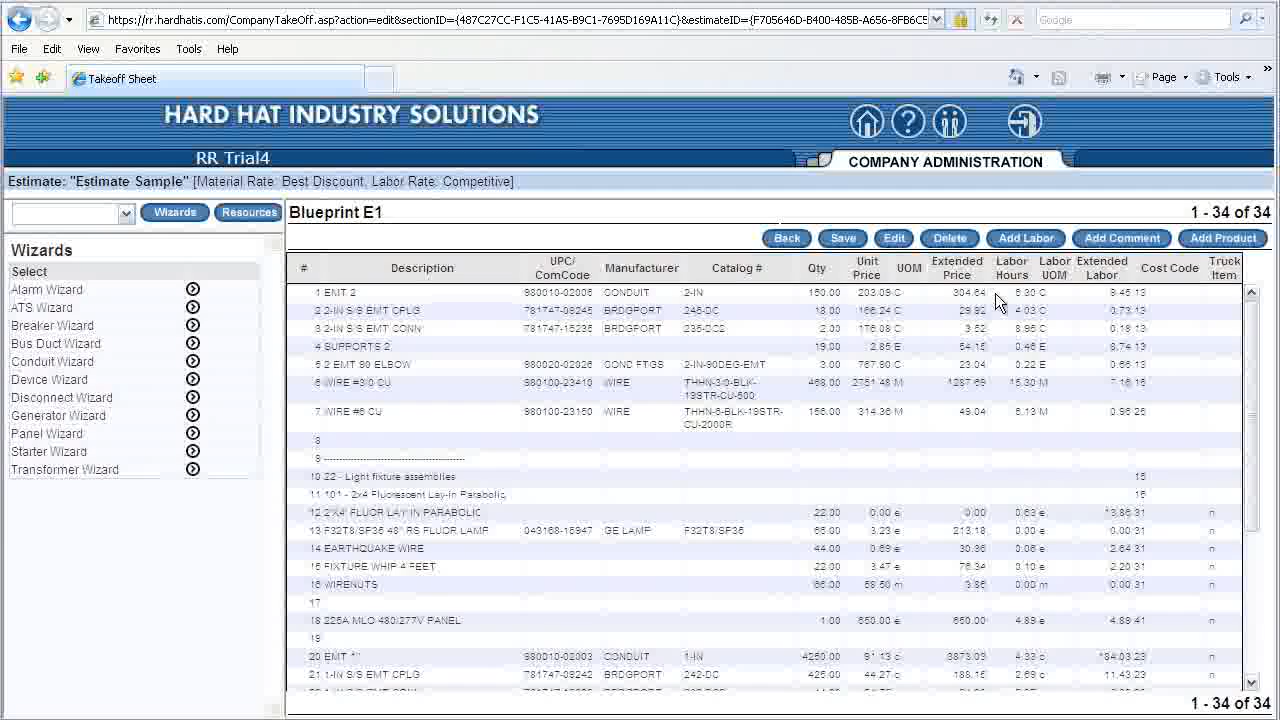 https://rr.hardhatis.com/CompanyTakeOff.asp?action=edit&sectionID={487C27CC-F1C5-41A5-B9C1-7695D169A11C}&estimateID=
Google
File Edit View Favorites Tools Help
Takeoff Sheet
Page Tools
HARD HAT INDUSTRY SOLUTIONS
RR Trial4
COMPANY ADMINISTRATION
Estimate: "Estimate Sample" [Material Rate: Best Discount, Labor Rate: Competitive]
Wizards Resources
Blueprint E1 1 - 34 of 34
Back Save Edit Delete Add Labor Add Comment Add Product
Wizards
Select
Alarm Wizard
ATS Wizard
Breaker Wizard
Bus Duct Wizard
Conduit Wizard
Device Wizard
Disconnect Wizard
Generator Wizard
Panel Wizard
Starter Wizard
Transformer Wizard
# Description UPC/ComCode Manufacturer Catalog # Qty Unit Price UOM Extended Price Labor Hours Labor UOM Extended Labor Cost Code Truck Item
1 EMT 2 980010-02006 CONDUIT 2-IN 150.00 203.09 C 304.64 C 9.45 13
2 2-IN S/S EMT CPLG 781747-08245 BRDGPORT 245-DC 18.00 166.24 C 29.92 4.03 C 0.73 13
3 2-IN S/S EMT CONN 781747-16235 BRDGPORT 235-DC2 2.00 176.08 C 3.52 8.96 C 0.18 13
4 SUPPORTS 2 19.00 2.85 E 54.15 0.46 E 8.74 13
5 2 EMT 90 ELBOW 980020-02026 COND FTGS 2-IN-90DEG-EMT 3.00 767.90 C 23.04 0.22 E 0.66 13
6 WIRE #3/0 CU 980100-23410 WIRE THHN-3/0-BLK-19STR-CU-500 468.00 2751.48 M 1287.69 15.30 M 7.16 15
7 WIRE #6 CU 980100-23150 WIRE THHN-6-BLK-19STR-CU-2000R 156.00 314.36 M 49.04 6.13 M 0.96 25
8
9 ----------------------------------------
10 22 - Light fixture assemblies 15
11 101 - 2x4 Fluorescent Lay-In Parabolic, 15
12 2'X4' FLUOR LAY IN PARABOLIC 22.00 0.00 e 0.00 0.63 e 13.86 31 n
13 F32T8/SP35 48" RS FLUOR LAMP 043168-16947 GE LAMP F32T8/SP35 66.00 3.23 e 213.18 0.00 e 0.00 31 n
14 EARTHQUAKE WIRE 44.00 0.69 e 30.36 0.06 e 2.64 31 n
15 FIXTURE WHIP 4 FEET 22.00 3.47 e 76.34 0.10 e 2.20 31 n
16 WIRENUTS 66.00 58.50 m 3.86 0.00 m 0.00 31 n
17
18 225A MLO 480/277V PANEL 1.00 650.00 e 650.00 4.89 e 4.89 41 n
19
20 EMT 1" 980010-02003 CONDUIT 1-IN 4250.00 91.13 c 3873.03 4.33 c 184.03 23 n
21 1-IN S/S EMT CPLG 781747-08242 BRDGPORT 242-DC 425.00 44.27 c 188.15 2.69 c 11.43 23 n
1 - 34 of 34